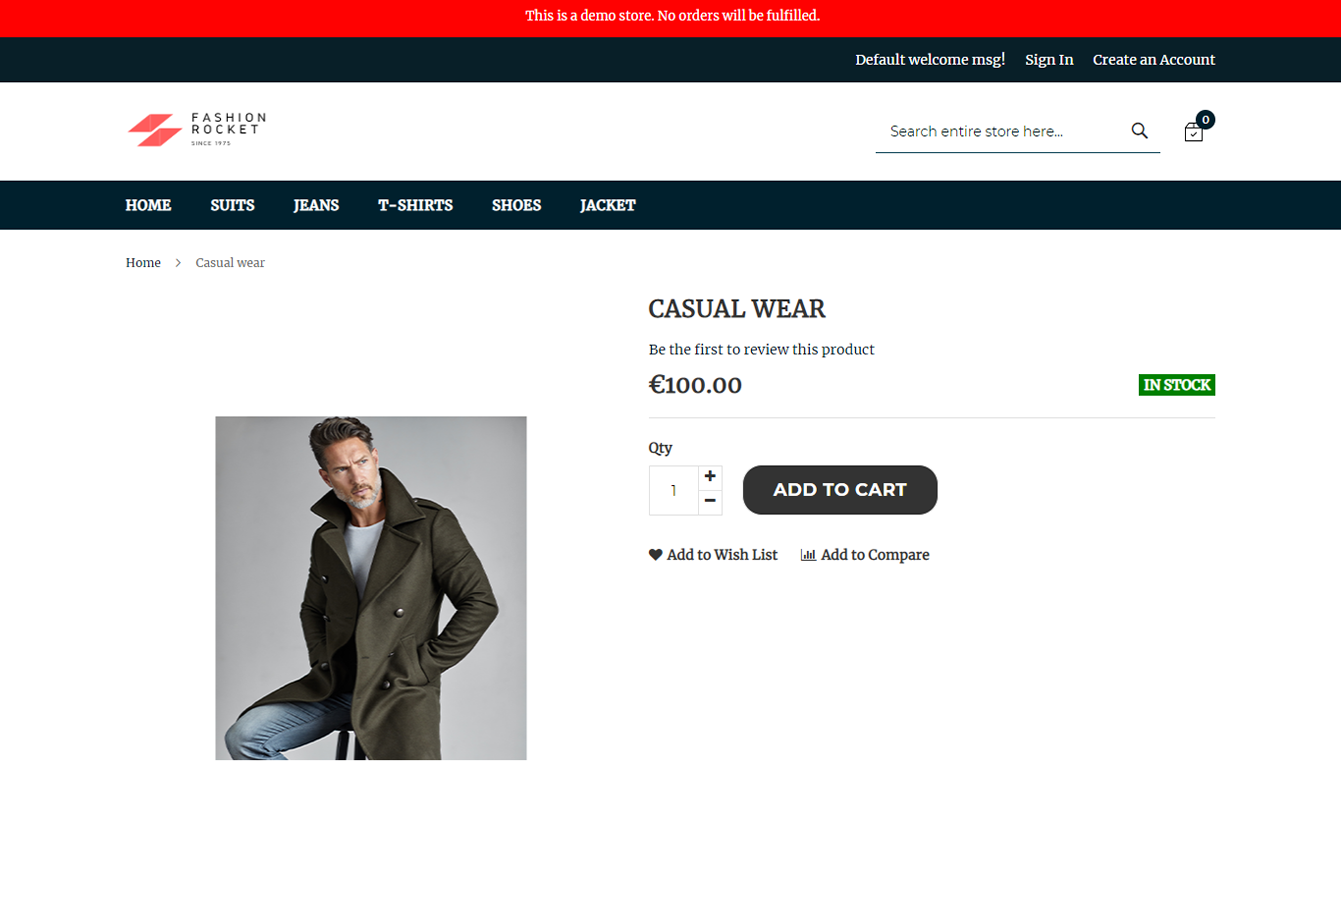 This is a demo store. No orders will be fulfilled.
Default welcome msg! Sign In Create an Account
FASHION
ROCKET
SINCE 1975
Search entire store here...
0
HOME SUITS JEANS T-SHIRTS SHOES JACKET
Home > Casual wear
CASUAL WEAR
Be the first to review this product
€100.00 IN STOCK
Qty
1 + − ADD TO CART
Add to Wish List Add to Compare